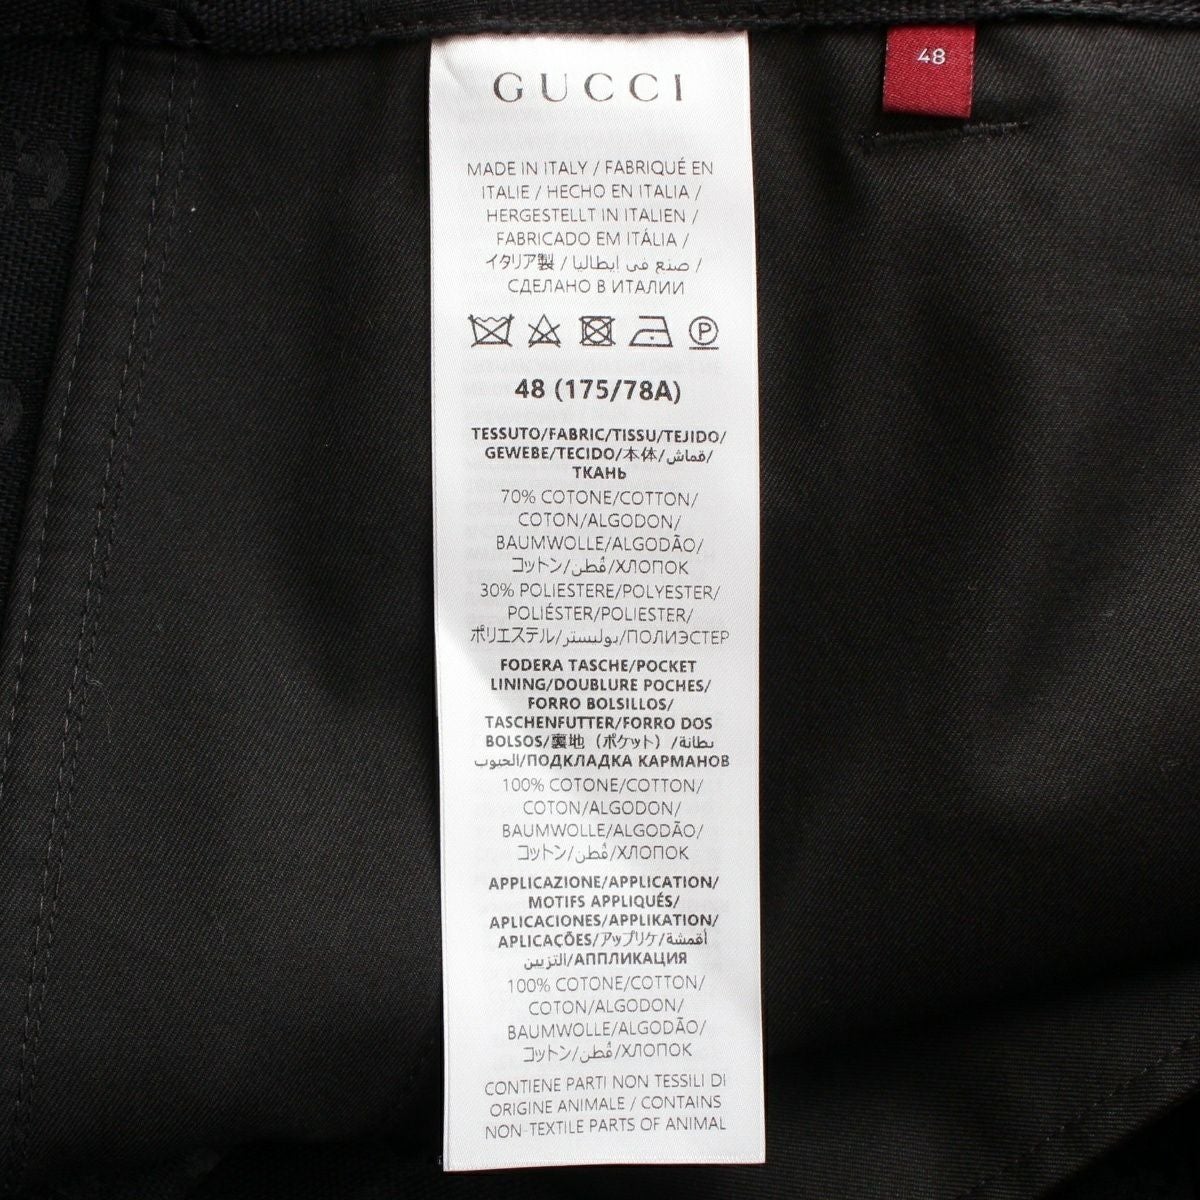 GUCCI
48
MADE IN ITALY / FABRIQUÉ EN
ITALIE / HECHO EN ITALIA /
HERGESTELLT IN ITALIEN /
FABRICADO EM ITÁLIA /
イタリア製 / صنع في إيطاليا /
СДЕЛАНО В ИТАЛИИ
P
48 (175/78A)
TESSUTO/FABRIC/TISSU/TEJIDO/
GEWEBE/TECIDO/本体/قماش/
ТКАНЬ
70% COTONE/COTTON/
COTON/ALGODON/
BAUMWOLLE/ALGODÃO/
コットン/قُطن/ХЛОПОК
30% POLIESTERE/POLYESTER/
POLIÉSTER/POLIESTER/
ポリエステル/بوليستر/ПОЛИЭСТЕР
FODERA TASCHE/POCKET
LINING/DOUBLURE POCHES/
FORRO BOLSILLOS/
TASCHENFUTTER/FORRO DOS
BOLSOS/裏地（ポケット）/بطانة
الجيوب/ПОДКЛАДКА КАРМАНОВ
100% COTONE/COTTON/
COTON/ALGODON/
BAUMWOLLE/ALGODÃO/
コットン/قُطن/ХЛОПОК
APPLICAZIONE/APPLICATION/
MOTIFS APPLIQUÉS/
APLICACIONES/APPLIKATION/
APLICAÇÕES/アップリケ/أقمشة
التزيين/АППЛИКАЦИЯ
100% COTONE/COTTON/
COTON/ALGODON/
BAUMWOLLE/ALGODÃO/
コットン/قُطن/ХЛОПОК
CONTIENE PARTI NON TESSILI DI
ORIGINE ANIMALE / CONTAINS
NON-TEXTILE PARTS OF ANIMAL